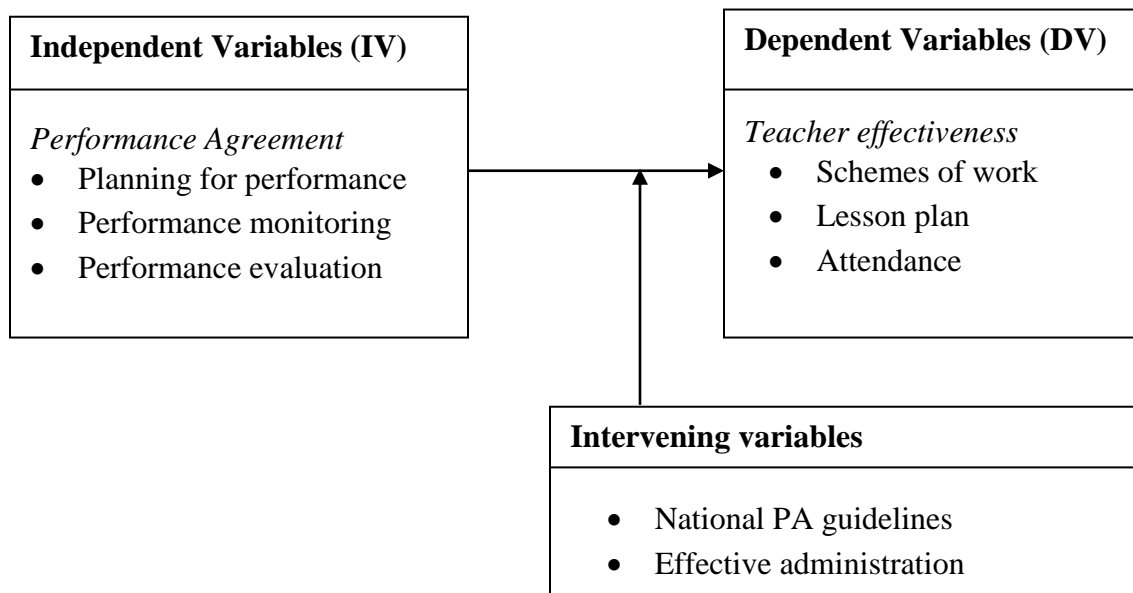 Independent Variables (IV)
Performance Agreement
• Planning for performance
• Performance monitoring
• Performance evaluation
Dependent Variables (DV)
Teacher effectiveness
• Schemes of work
• Lesson plan
• Attendance
Intervening variables
• National PA guidelines
• Effective administration